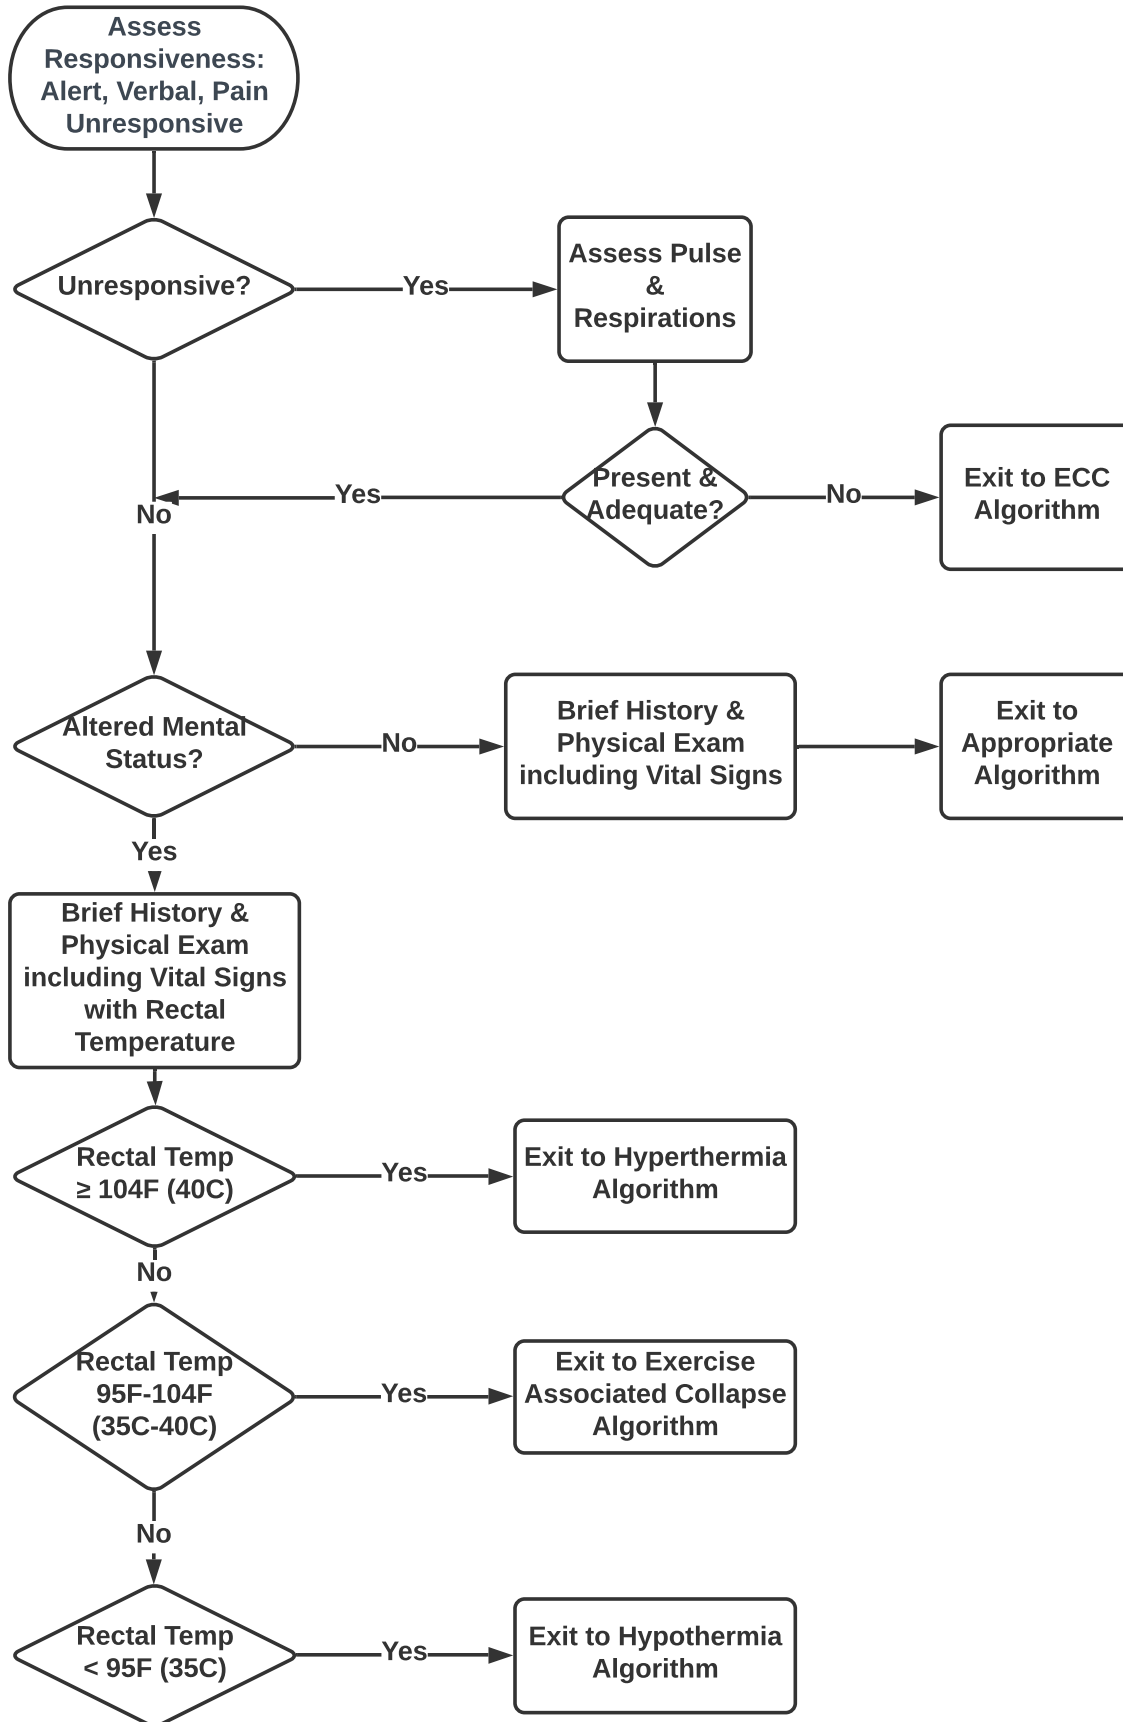 Assess
Responsiveness:
Alert, Verbal, Pain
Unresponsive
Unresponsive?
Yes
Assess Pulse
&
Respirations
Present &
Adequate?
Yes
No
Exit to ECC
Algorithm
No
Altered Mental
Status?
No
Brief History &
Physical Exam
including Vital Signs
Exit to
Appropriate
Algorithm
Yes
Brief History &
Physical Exam
including Vital Signs
with Rectal
Temperature
Rectal Temp
≥ 104F (40C)
Yes
Exit to Hyperthermia
Algorithm
No
Rectal Temp
95F-104F
(35C-40C)
Yes
Exit to Exercise
Associated Collapse
Algorithm
No
Rectal Temp
< 95F (35C)
Yes
Exit to Hypothermia
Algorithm